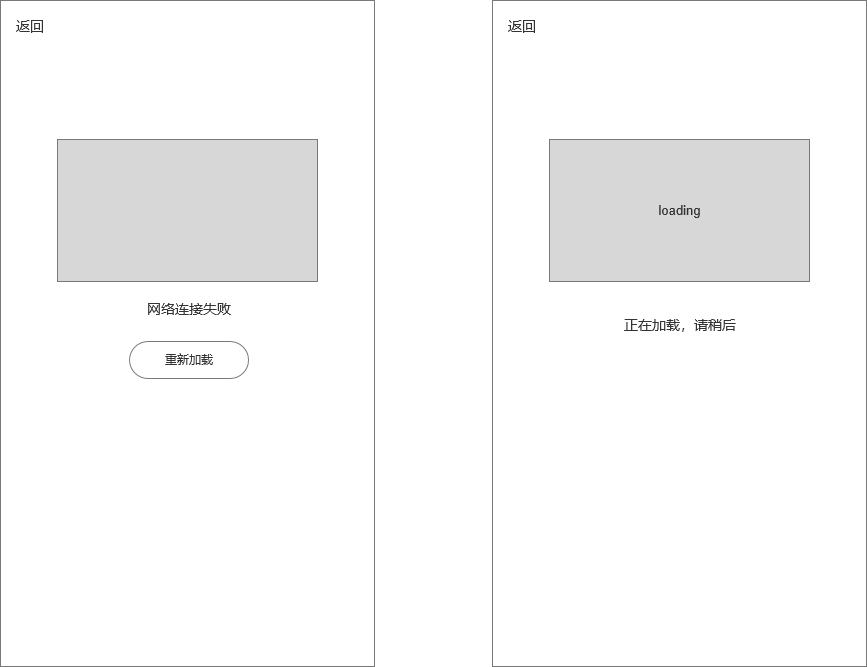 返回
网络连接失败
重新加载
返回
loading
正在加载，请稍后